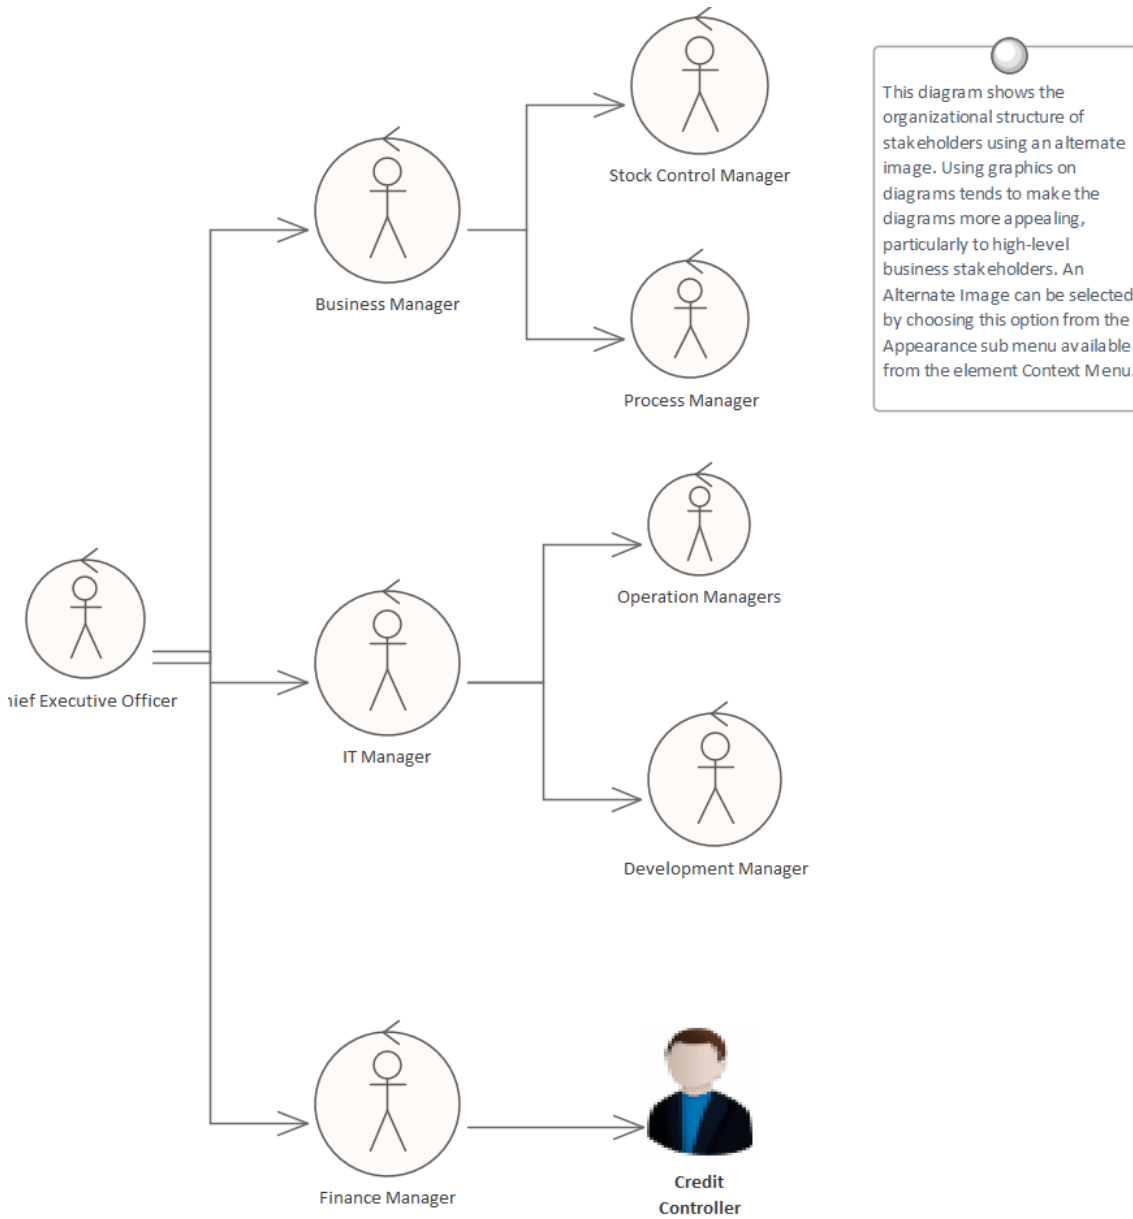 Stock Control Manager
Business Manager
Process Manager
This diagram shows the
organizational structure of
stakeholders using an alternate
image. Using graphics on
diagrams tends to make the
diagrams more appealing,
particularly to high-level
business stakeholders. An
Alternate Image can be selected
by choosing this option from the
Appearance sub menu available
from the element Context Menu.
Operation Managers
hief Executive Officer
IT Manager
Development Manager
Finance Manager
Credit
Controller